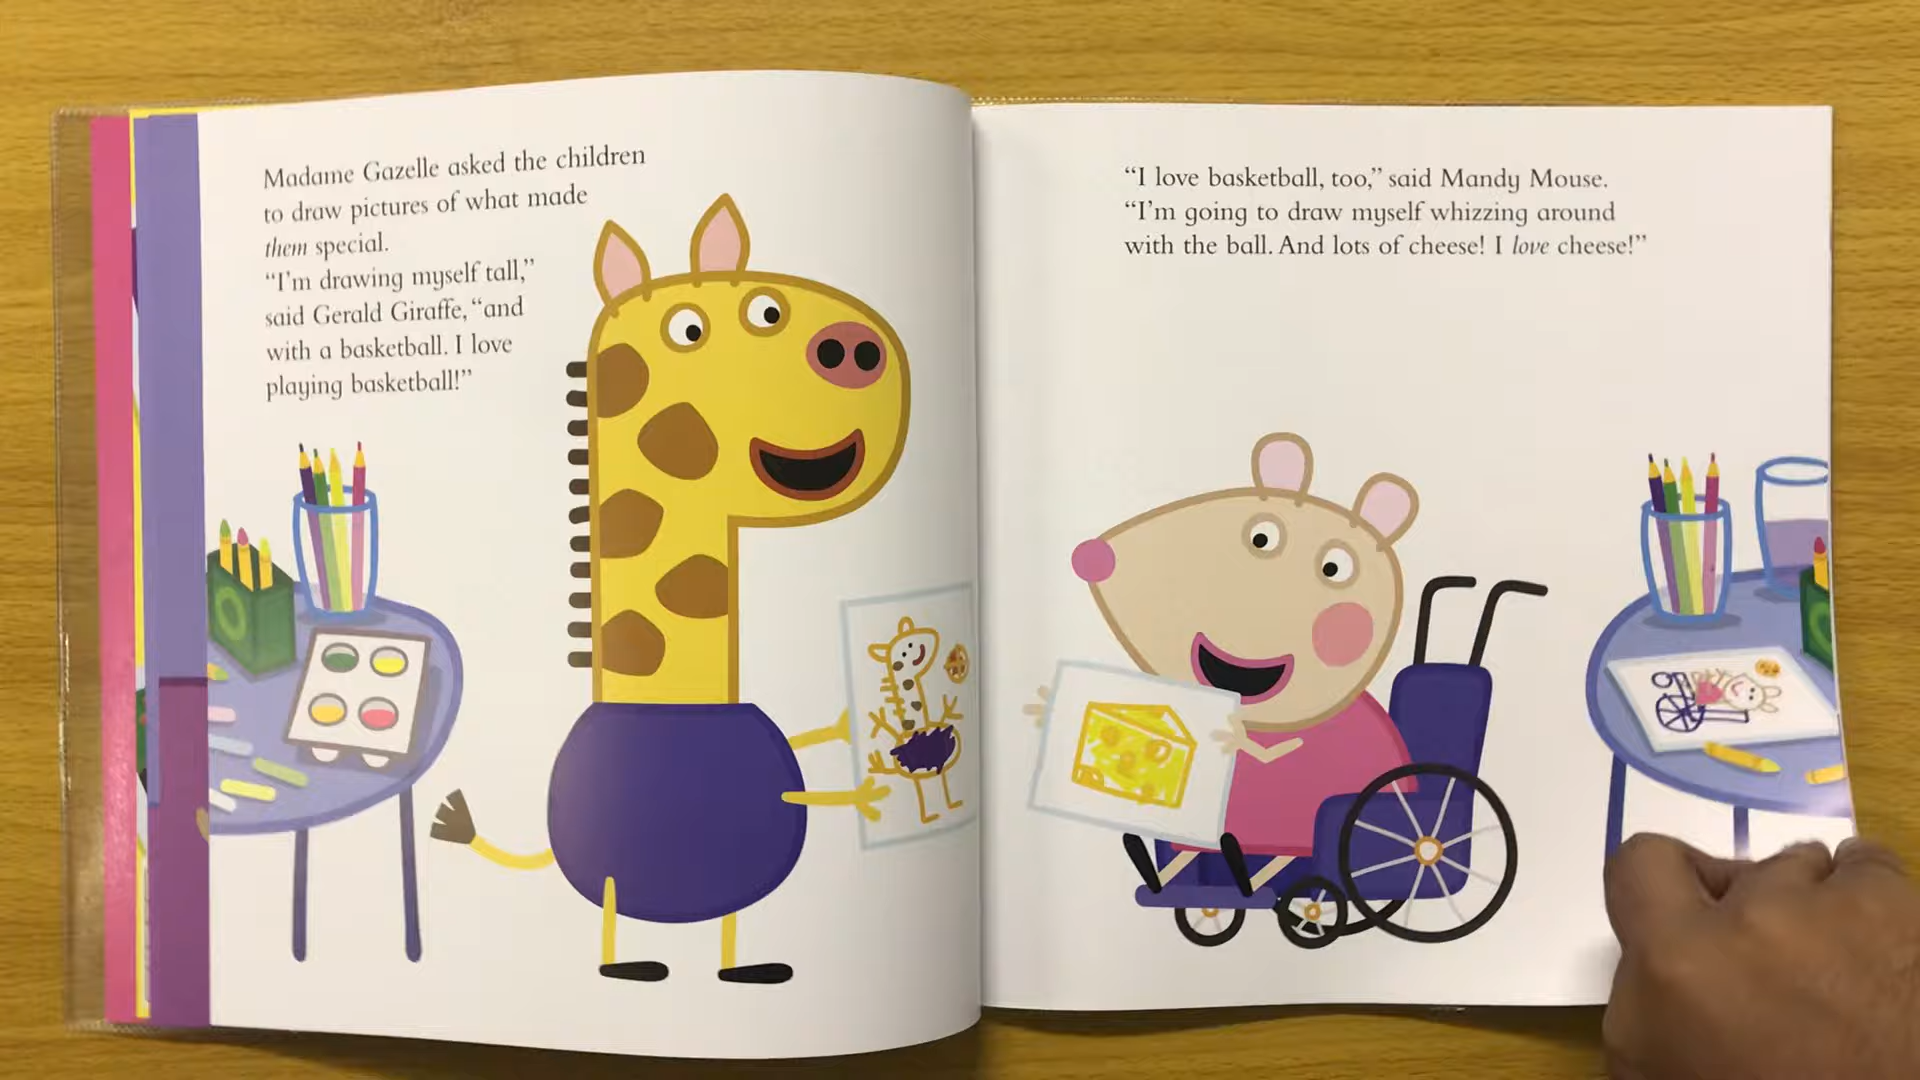 Madame Gazelle asked the children
to draw pictures of what made
them special.
“I’m drawing myself tall,”
said Gerald Giraffe, “and
with a basketball. I love
playing basketball!”
“I love basketball, too,” said Mandy Mouse.
“I’m going to draw myself whizzing around
with the ball. And lots of cheese! I love cheese!”